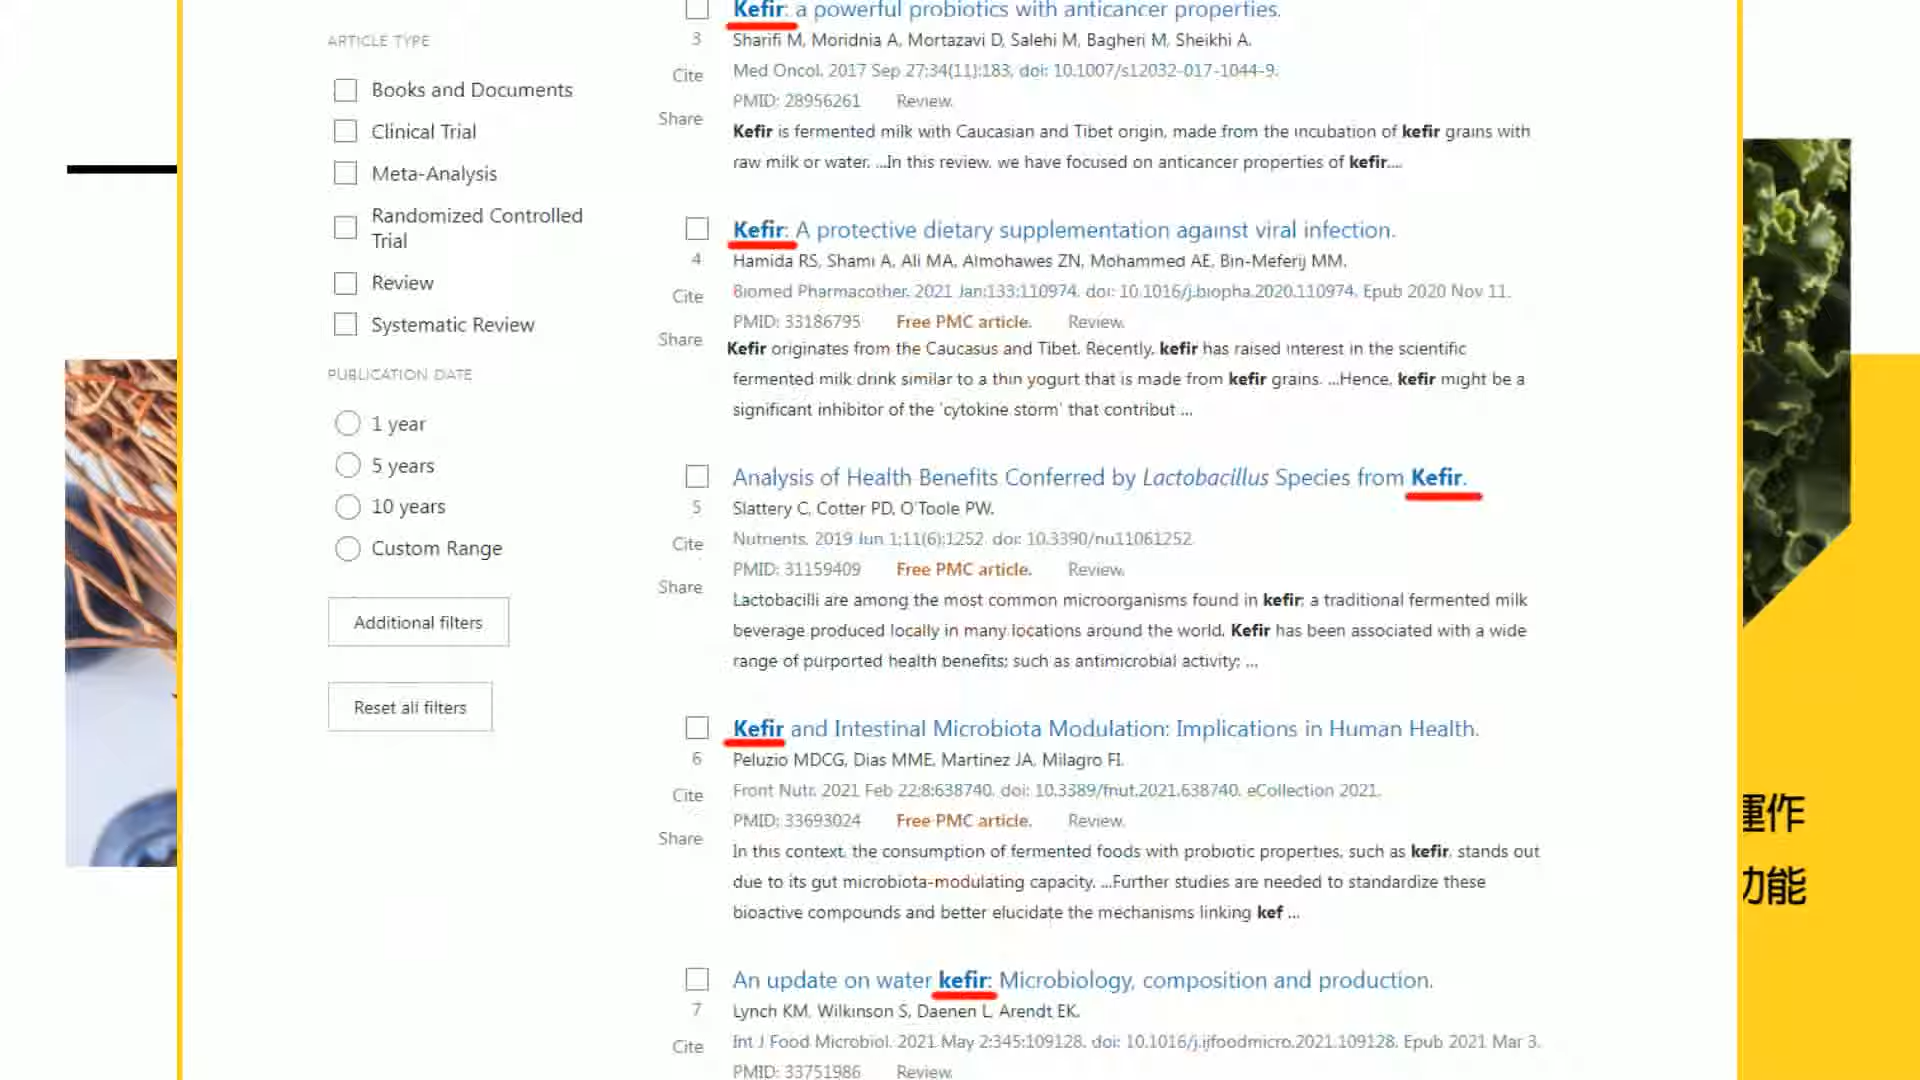 ARTICLE TYPE
Books and Documents
Clinical Trial
Meta-Analysis
Randomized Controlled
Trial
Review
Systematic Review
PUBLICATION DATE
1 year
5 years
10 years
Custom Range
Additional filters
Reset all filters
Kefir: a powerful probiotics with anticancer properties.
3
Sharifi M, Moridnia A, Mortazavi D, Salehi M, Bagheri M, Sheikhi A.
Cite
Med Oncol. 2017 Sep 27;34(11):183. doi: 10.1007/s12032-017-1044-9.
PMID: 28956261 Review.
Share
Kefir is fermented milk with Caucasian and Tibet origin, made from the incubation of kefir grains with
raw milk or water. ...In this review, we have focused on anticancer properties of kefir....
Kefir: A protective dietary supplementation against viral infection.
4
Hamida RS, Shami A, Ali MA, Almohawes ZN, Mohammed AE, Bin-Meferij MM.
Cite
Biomed Pharmacother. 2021 Jan;133:110974. doi: 10.1016/j.biopha.2020.110974. Epub 2020 Nov 11.
PMID: 33186795 Free PMC article. Review.
Share
Kefir originates from the Caucasus and Tibet. Recently, kefir has raised interest in the scientific
fermented milk drink similar to a thin yogurt that is made from kefir grains. ...Hence, kefir might be a
significant inhibitor of the 'cytokine storm' that contribut ...
Analysis of Health Benefits Conferred by Lactobacillus Species from Kefir.
5
Slattery C, Cotter PD, O'Toole PW.
Cite
Nutrients. 2019 Jun 1;11(6):1252. doi: 10.3390/nu11061252.
PMID: 31159409 Free PMC article. Review.
Share
Lactobacilli are among the most common microorganisms found in kefir; a traditional fermented milk
beverage produced locally in many locations around the world. Kefir has been associated with a wide
range of purported health benefits; such as antimicrobial activity; ...
Kefir and Intestinal Microbiota Modulation: Implications in Human Health.
6
Peluzio MDCG, Dias MME, Martinez JA, Milagro FI.
Cite
Front Nutr. 2021 Feb 22;8:638740. doi: 10.3389/fnut.2021.638740. eCollection 2021.
PMID: 33693024 Free PMC article. Review.
Share
In this context, the consumption of fermented foods with probiotic properties, such as kefir, stands out
due to its gut microbiota-modulating capacity. ...Further studies are needed to standardize these
bioactive compounds and better elucidate the mechanisms linking kef ...
An update on water kefir: Microbiology, composition and production.
7
Lynch KM, Wilkinson S, Daenen L, Arendt EK.
Cite
Int J Food Microbiol. 2021 May 2;345:109128. doi: 10.1016/j.ijfoodmicro.2021.109128. Epub 2021 Mar 3.
PMID: 33751986 Review.
運作
功能